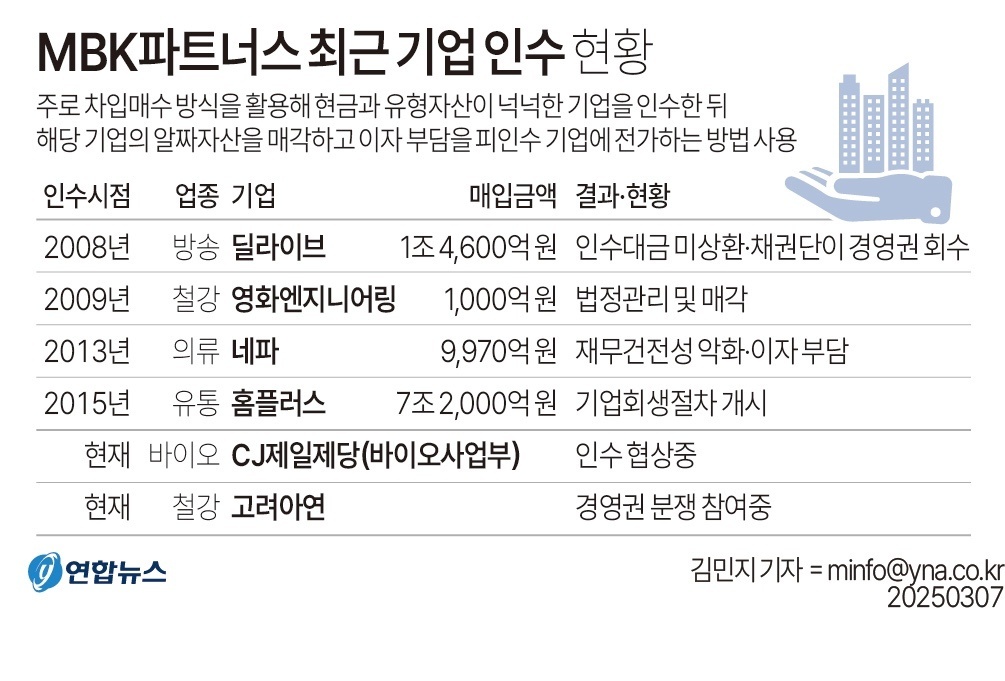 MBK파트너스 최근 기업 인수 현황
주로 차입매수 방식을 활용해 현금과 유형자산이 넉넉한 기업을 인수한 뒤
해당 기업의 알짜자산을 매각하고 이자 부담을 피인수 기업에 전가하는 방법 사용
인수시점 업종 기업 매입금액 결과·현황
2008년 방송 딜라이브 1조 4,600억 원 인수대금 미상환·채권단이 경영권 회수
2009년 철강 영화엔지니어링 1,000억 원 법정관리 및 매각
2013년 의류 네파 9,970억 원 재무건전성 악화·이자 부담
2015년 유통 홈플러스 7조 2,000억 원 기업회생절차 개시
현재 바이오 CJ제일제당(바이오사업부) 인수 협상중
현재 철강 고려아연 경영권 분쟁 참여중
y 연합뉴스
김민지 기자 = minfo@yna.co.kr
20250307